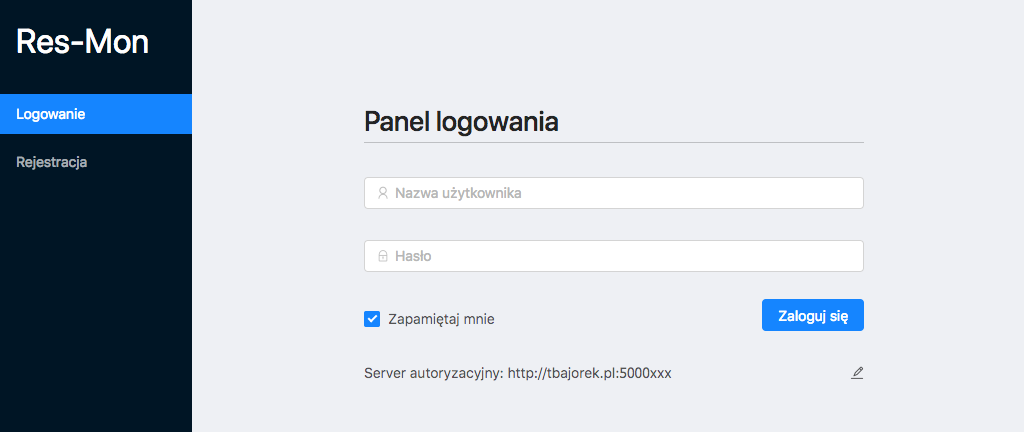 Res-Mon
Logowanie
Rejestracja
Panel logowania
Nazwa użytkownika
Hasło
Zapamiętaj mnie
Zaloguj się
Server autoryzacyjny: http://tbajorek.pl:5000xxx